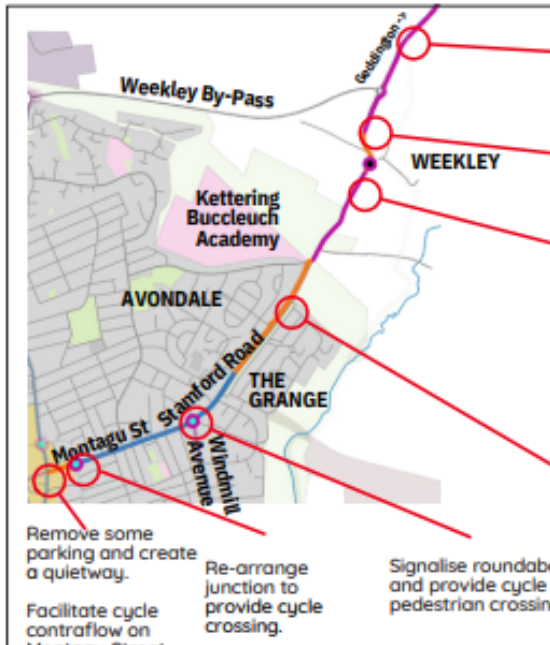 Geddington ->
Weekley By-Pass
WEEKLEY
Kettering
Buccleuch
Academy
AVONDALE
Stamford Road
THE
GRANGE
Montagu St
Windmill
Avenue
Remove some
parking and create
a quietway.
Facilitate cycle
contraflow on
Re-arrange
junction to
provide cycle
crossing.
Signalise roundabo
and provide cycle
pedestrian crossin